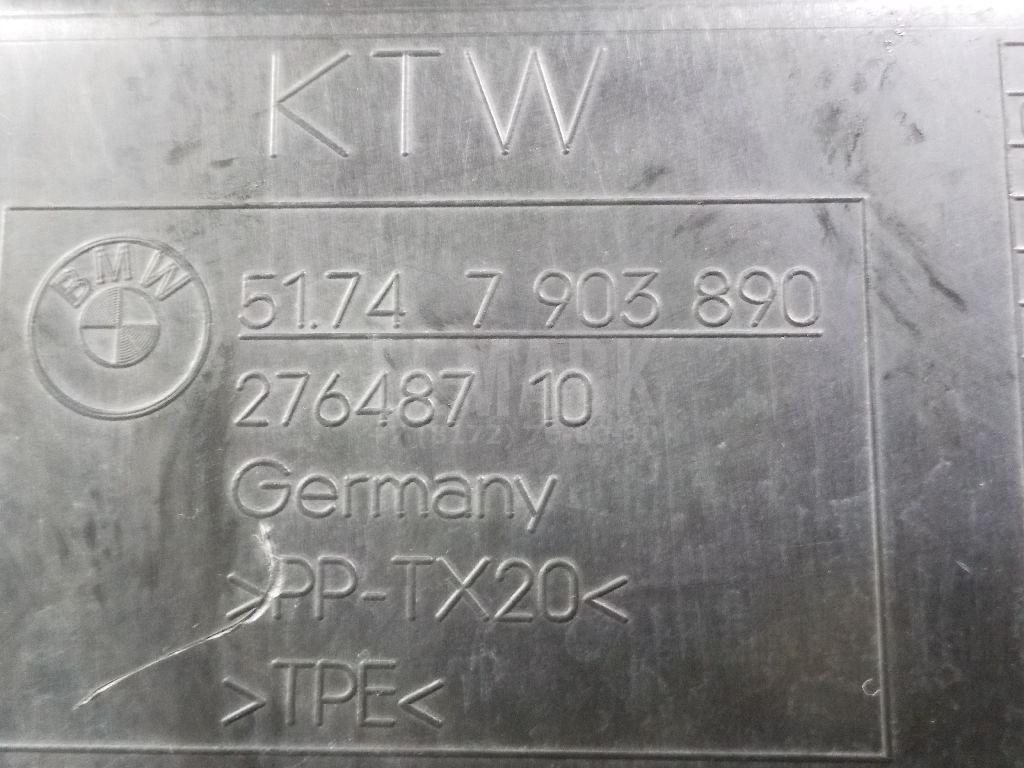 KTW
BMW
51.74 7 903 890
276487 10
Germany
>PP-TX20<
>TPE<